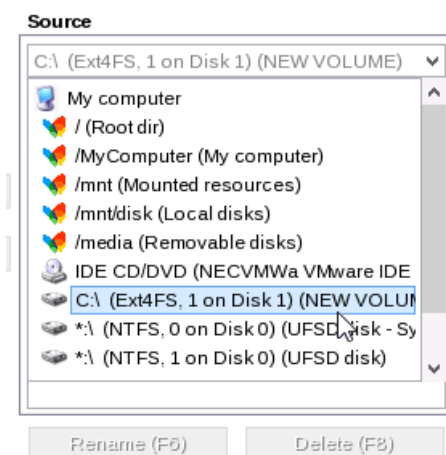 Source
C:\ (Ext4FS, 1 on Disk 1) (NEW VOLUME)
My computer
/ (Root dir)
/MyComputer (My computer)
/mnt (Mounted resources)
/mnt/disk (Local disks)
/media (Removable disks)
IDE CD/DVD (NECVMWa VMware IDE
C:\ (Ext4FS, 1 on Disk 1) (NEW VOLUM
*:\ (NTFS, 0 on Disk 0) (UFSD disk - Sy
*:\ (NTFS, 1 on Disk 0) (UFSD disk)
Rename (F6) Delete (F8)